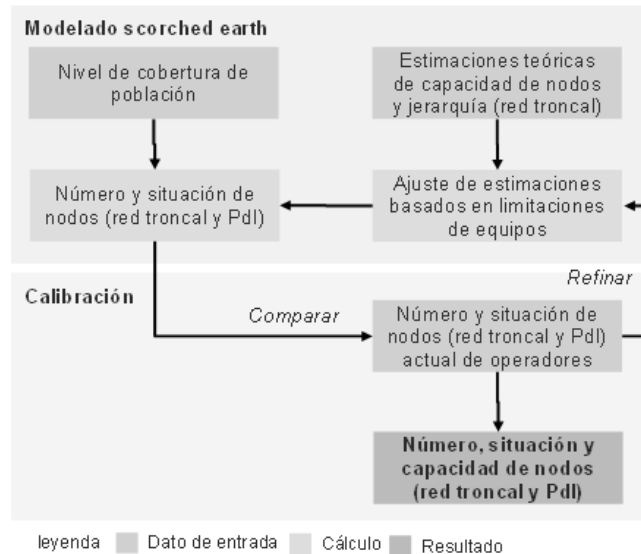 Modelado scorched earth
Nivel de cobertura de
población
Estimaciones teóricas
de capacidad de nodos
y jerarquía (red troncal)
Número y situación de
nodos (red troncal y PdI)
Ajuste de estimaciones
basados en limitaciones
de equipos
Refinar
Calibración
Comparar
Número y situación de
nodos (red troncal y PdI)
actual de operadores
Número, situación y
capacidad de nodos
(red troncal y PdI)
leyenda Dato de entrada Cálculo Resultado